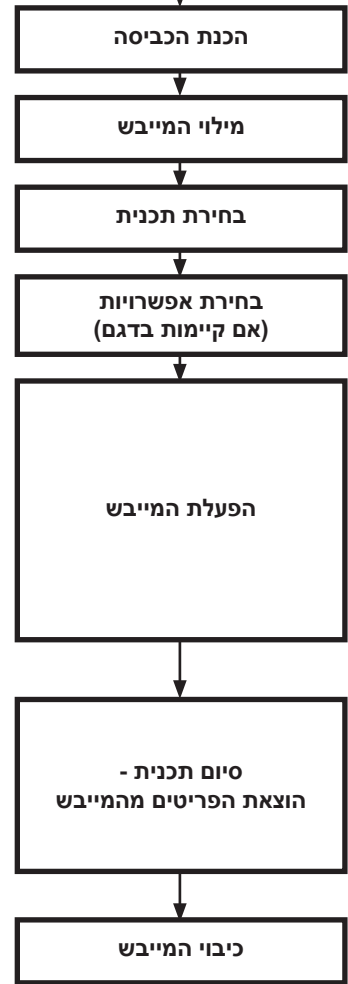 הכנת הכביסה
מילוי המייבש
בחירת תכנית
בחירת אפשרויות
(אם קיימות בדגם)
הפעלת המייבש
סיום תכנית -
הוצאת הפריטים מהמייבש
כיבוי המייבש